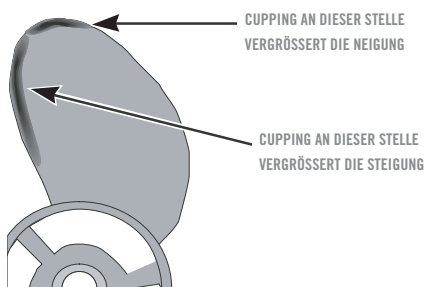 CUPPING AN DIESER STELLE
VERGRÖSSERT DIE NEIGUNG
CUPPING AN DIESER STELLE
VERGRÖSSERT DIE STEIGUNG